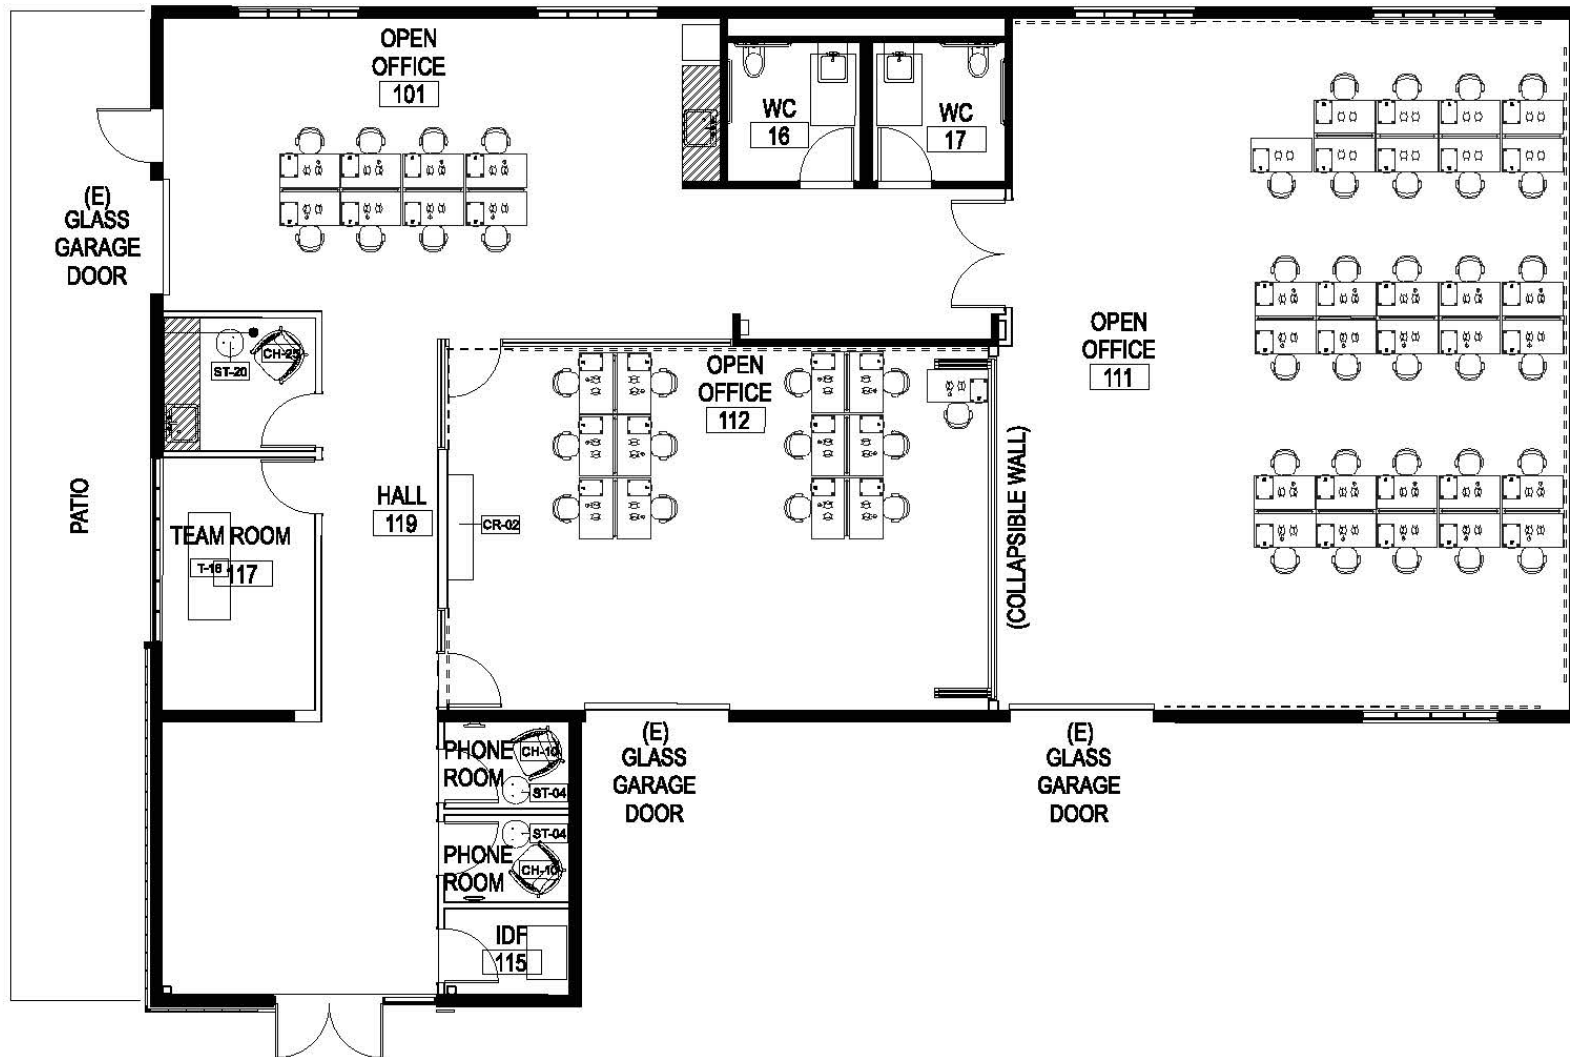 OPEN
OFFICE
101
WC
16
WC
17
(E)
GLASS
GARAGE
DOOR
OPEN
OFFICE
111
CH-25
ST-20
OPEN
OFFICE
112
(COLLAPSIBLE WALL)
PATIO
HALL
119
CR-02
TEAM ROOM
T-16
117
PHONE
ROOM
CH-10
ST-04
(E)
GLASS
GARAGE
DOOR
(E)
GLASS
GARAGE
DOOR
PHONE
ROOM
ST-04
CH-10
IDF
115